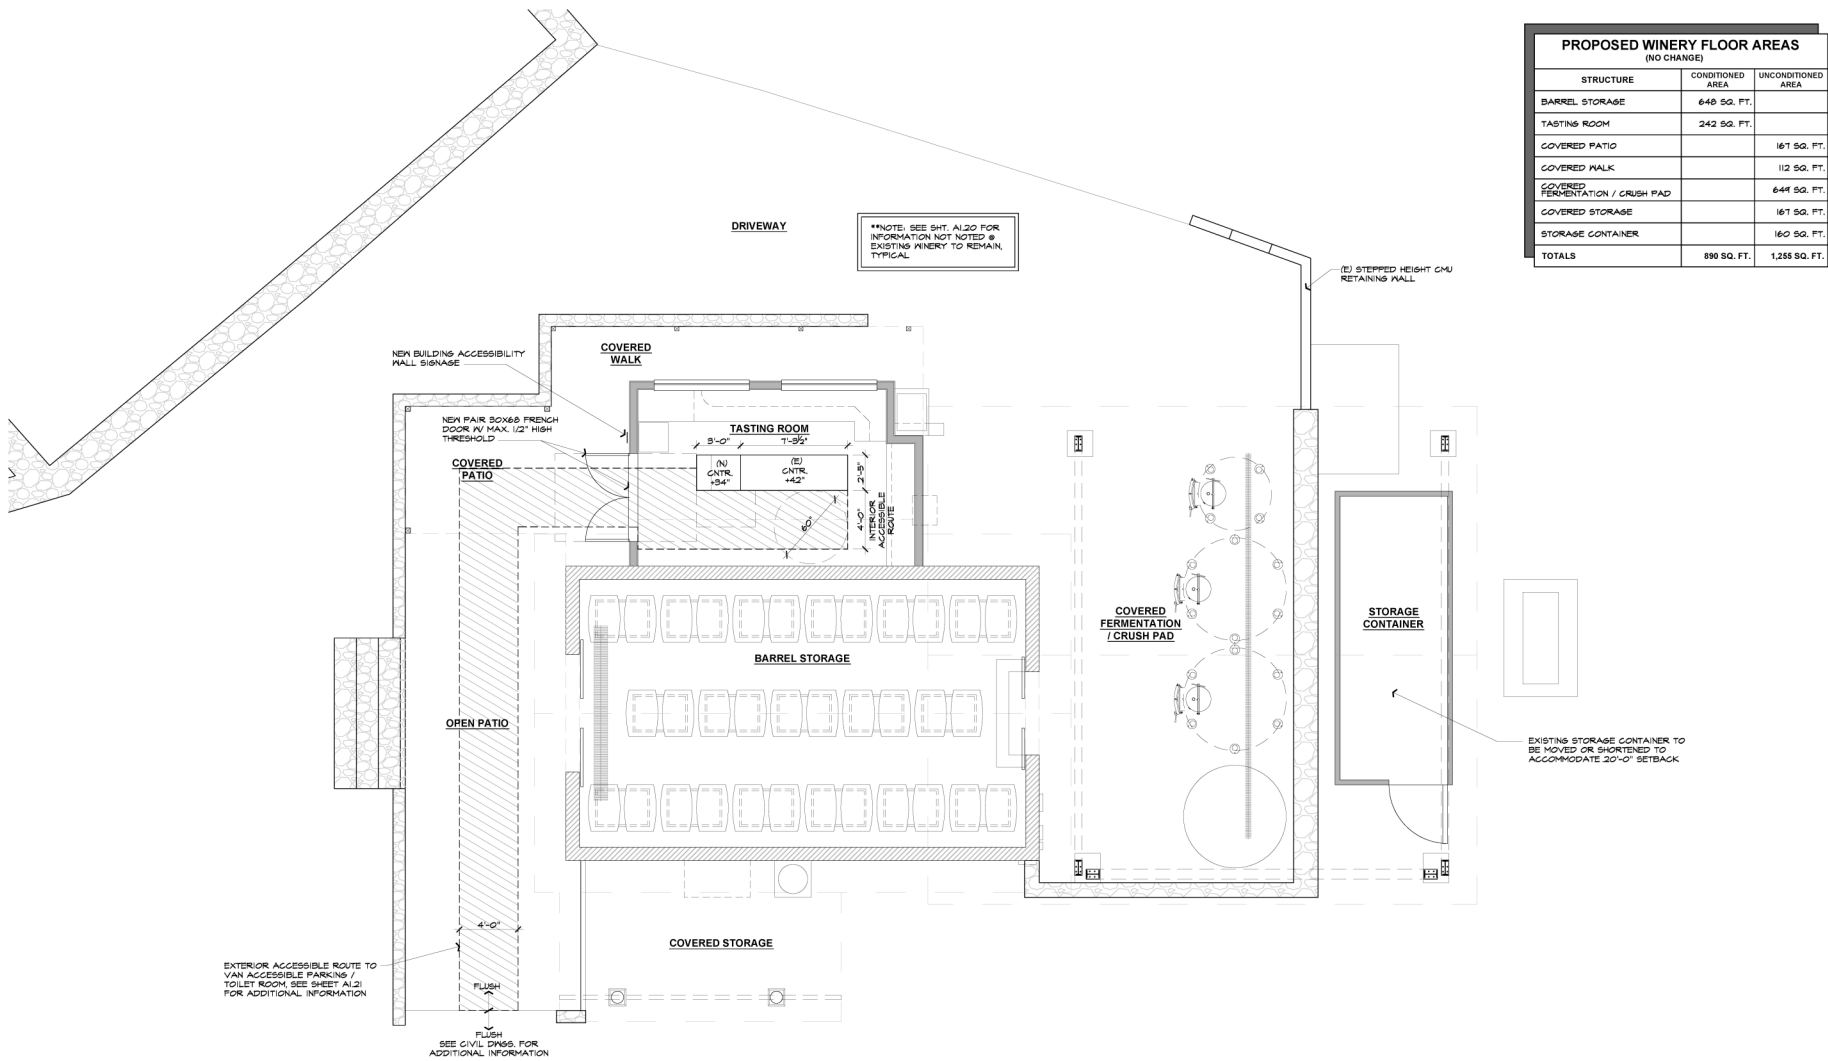 PROPOSED WINERY FLOOR AREAS
(NO CHANGE)
STRUCTURE CONDITIONED AREA UNCONDITIONED AREA
BARREL STORAGE 648 SQ. FT.
TASTING ROOM 242 SQ. FT.
COVERED PATIO 167 SQ. FT.
COVERED WALK 112 SQ. FT.
COVERED
FERMENTATION / CRUSH PAD 649 SQ. FT.
COVERED STORAGE 167 SQ. FT.
STORAGE CONTAINER 160 SQ. FT.
TOTALS 890 SQ. FT. 1,255 SQ. FT.
DRIVEWAY
**NOTE: SEE SHT. A1.20 FOR
INFORMATION NOT NOTED @
EXISTING WINERY TO REMAIN,
TYPICAL
(E) STEPPED HEIGHT CMU
RETAINING WALL
NEW BUILDING ACCESSIBILITY
WALL SIGNAGE
COVERED
WALK
NEW PAIR 30X68 FRENCH
DOOR W/ MAX. 1/2" HIGH
THRESHOLD
TASTING ROOM
3'-0"
7'-3½"
COVERED
PATIO
(N)
CNTR.
+34"
(E)
CNTR.
+42"
2'-5"
4'-0"
60"
INTERIOR
ACCESSIBLE
ROUTE
COVERED
FERMENTATION
/ CRUSH PAD
STORAGE
CONTAINER
BARREL STORAGE
OPEN PATIO
EXISTING STORAGE CONTAINER TO
BE MOVED OR SHORTENED TO
ACCOMMODATE 20'-0" SETBACK
4'-0"
COVERED STORAGE
EXTERIOR ACCESSIBLE ROUTE TO
VAN ACCESSIBLE PARKING /
TOILET ROOM, SEE SHEET A1.21
FOR ADDITIONAL INFORMATION
FLUSH
FLUSH
SEE CIVIL DWGS. FOR
ADDITIONAL INFORMATION